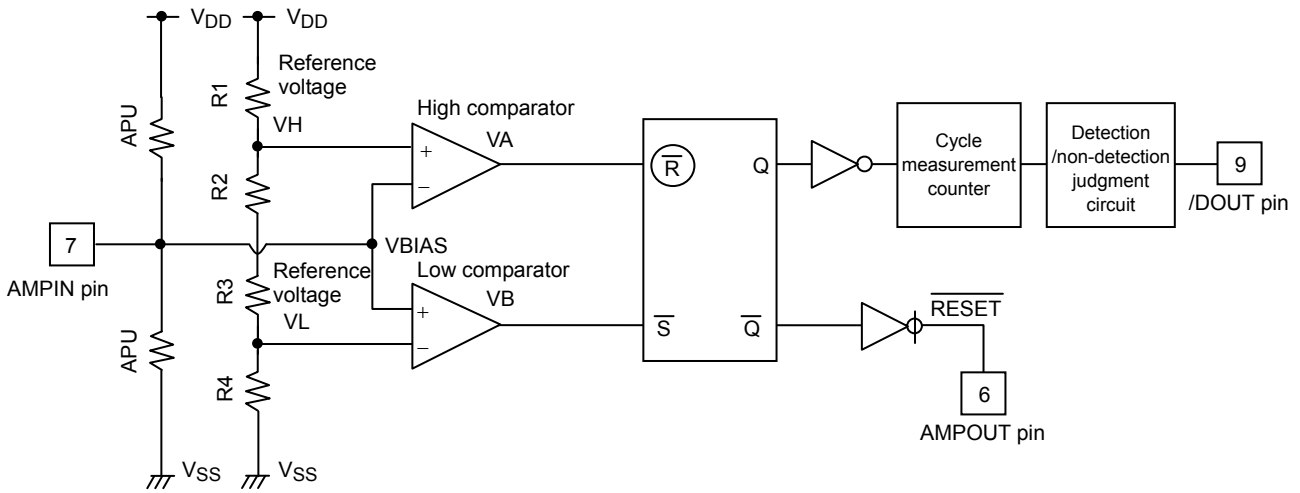 VDD
VDD
Reference
voltage
R1
APU
VH
High comparator
VA
+
−
R
Q
Cycle
measurement
counter
Detection
/non-detection
judgment
circuit
9
/DOUT pin
R2
7
AMPIN pin
VBIAS
R3
Reference
voltage
VL
Low comparator
VB
+
−
S
Q
RESET
APU
R4
6
AMPOUT pin
VSS
VSS